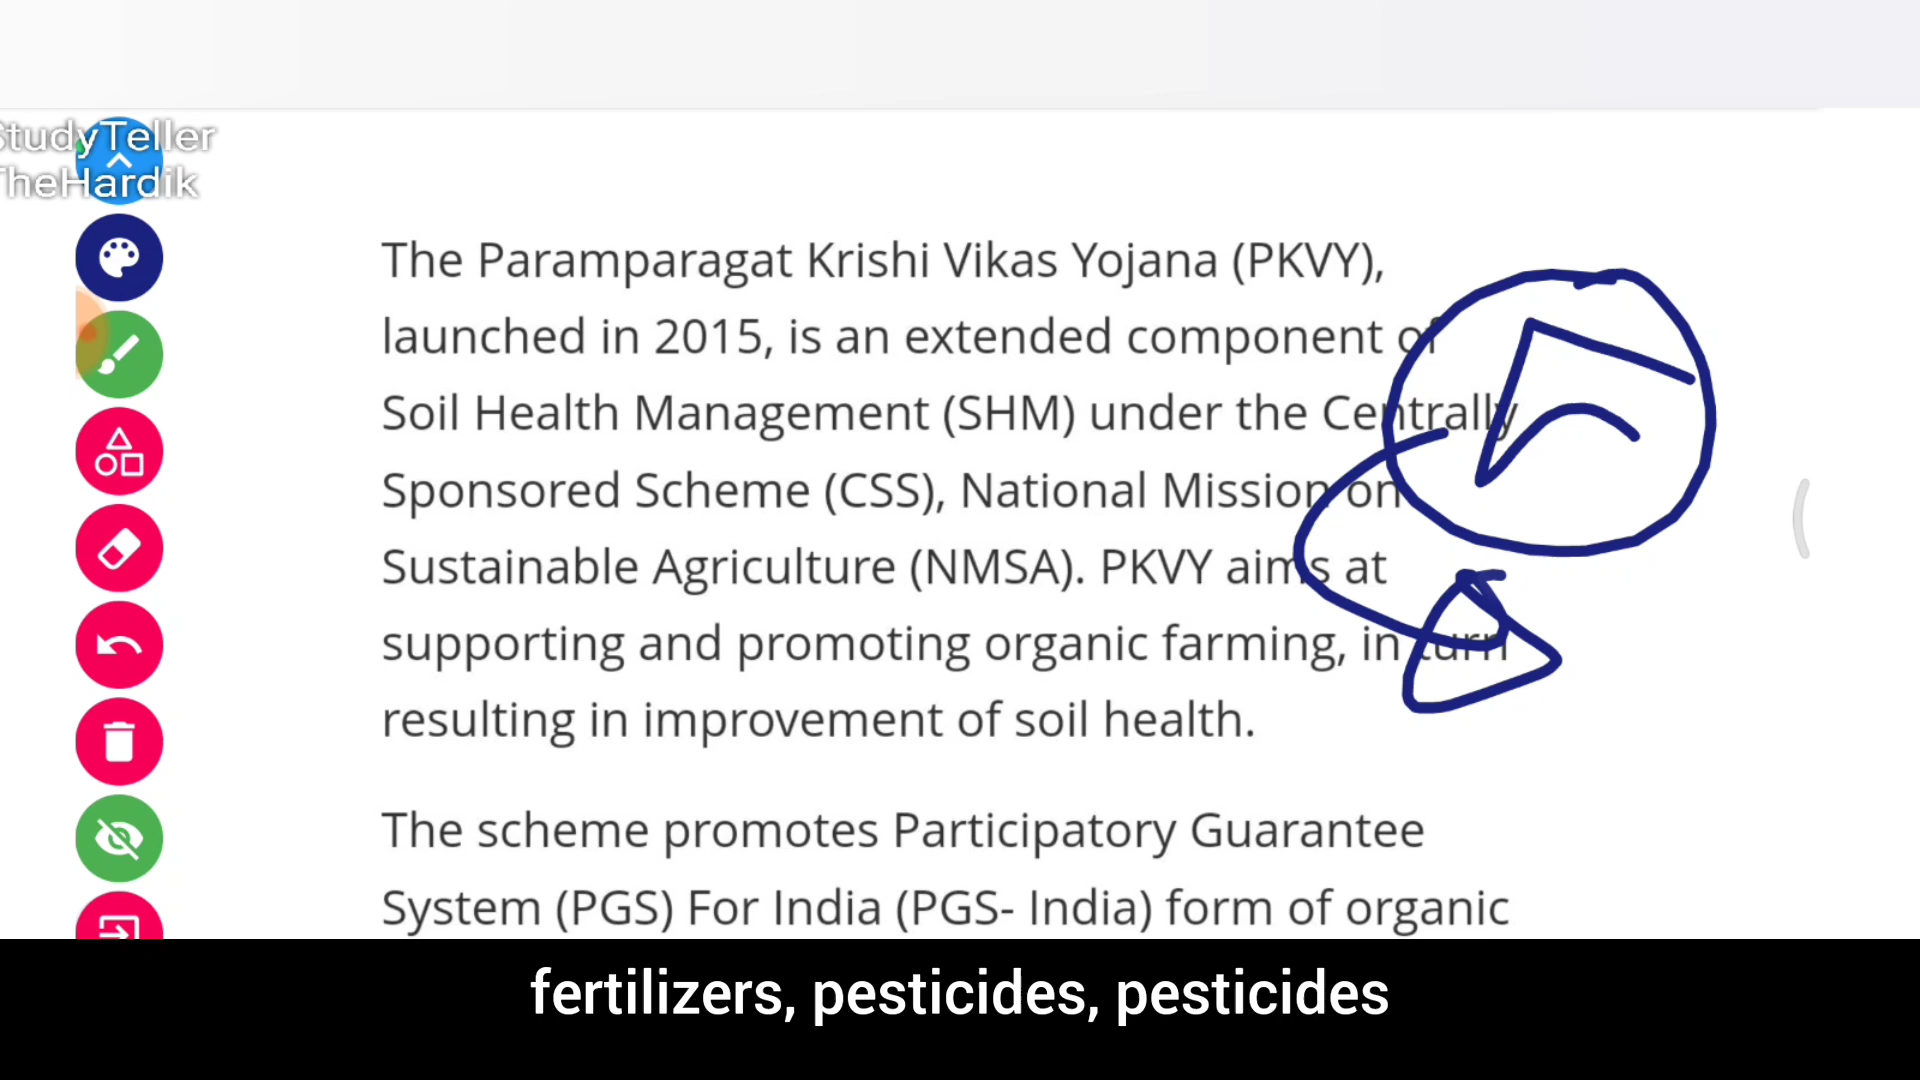 StudyTeller
TheHardik
The Paramparagat Krishi Vikas Yojana (PKVY),
launched in 2015, is an extended component of
Soil Health Management (SHM) under the Centrally
Sponsored Scheme (CSS), National Mission on
Sustainable Agriculture (NMSA). PKVY aims at
supporting and promoting organic farming, in turn
resulting in improvement of soil health.
The scheme promotes Participatory Guarantee
System (PGS) For India (PGS- India) form of organic
fertilizers, pesticides, pesticides